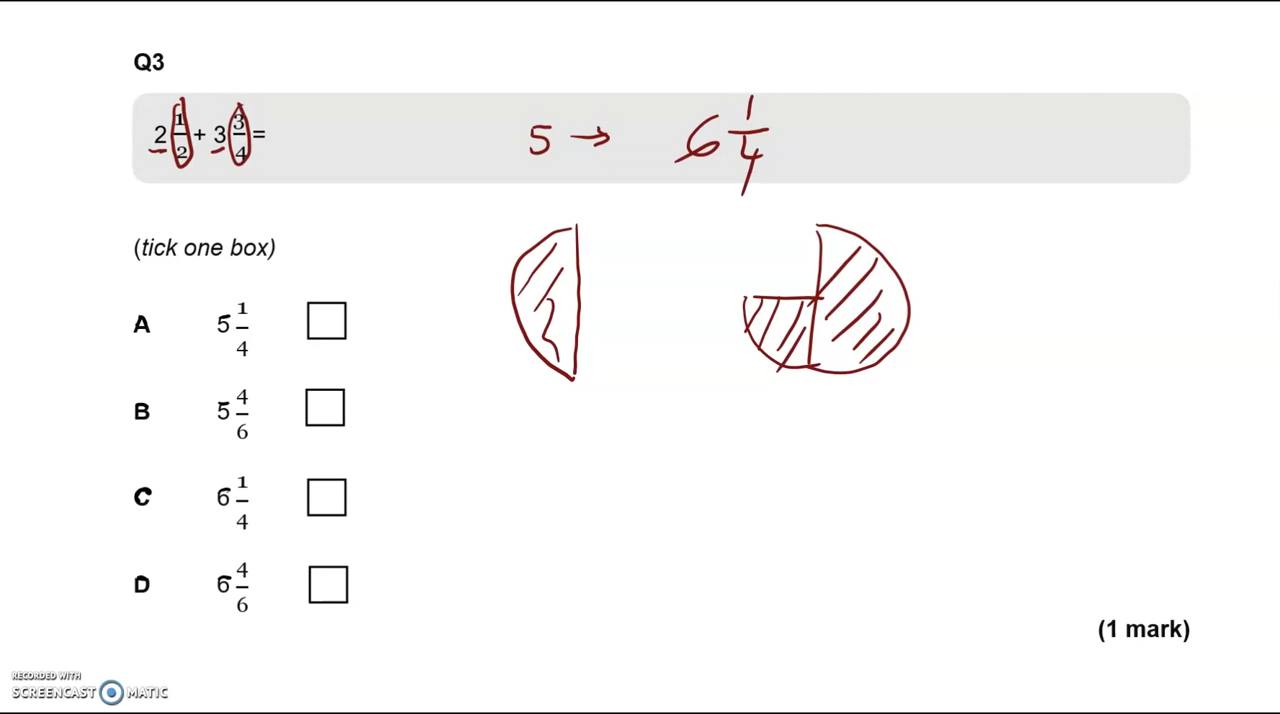 Q3
2 1/2 + 3 3/4 = 5 → 6 1/4
(tick one box)
A 5 1/4
B 5 4/6
C 6 1/4
D 6 4/6
(1 mark)
RECORDED WITH
SCREENCAST MATIC